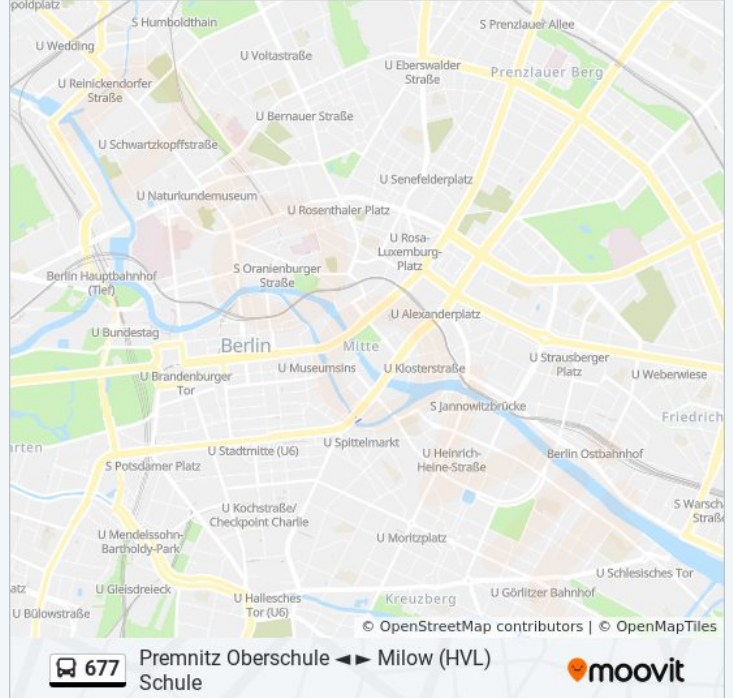 poldplatz
S Humboldthain
S Prenzlauer Allee
U Wedding
U Voltastraße
U Eberswalder
Straße
Prenzlauer Berg
U Reinickendorfer
Straße
U Bernauer Straße
U Schwartzkopffstraße
U Senefelderplatz
U Naturkundemuseum
U Rosenthaler Platz
U Rosa-
Luxemburg-
Platz
Berlin Hauptbahnhof
(Tief)
S Oranienburger
Straße
U Alexanderplatz
U Bundestag
Berlin
Mitte
U Strausberger
Platz
U Museumsins
U Klosterstraße
U Weberwiese
U Brandenburger
Tor
S Jannowitzbrücke
Friedrich
rten
U Stadtmitte (U6)
U Spittelmarkt
U Heinrich-
Heine-Straße
Berlin Ostbahnhof
S Potsdamer Platz
S Warsch
Straße
U Kochstraße/
Checkpoint Charlie
U Mendelssohn-
Bartholdy-Park
U Moritzplatz
U Schlesisches Tor
atz
U Gleisdreieck
U Hallesches
Tor (U6)
Kreuzberg
U Görlitzer Bahnhof
U Bülowstraße
© OpenStreetMap contributors | © OpenMapTiles
677
Premnitz Oberschule ◄ ► Milow (HVL)
Schule
moovit